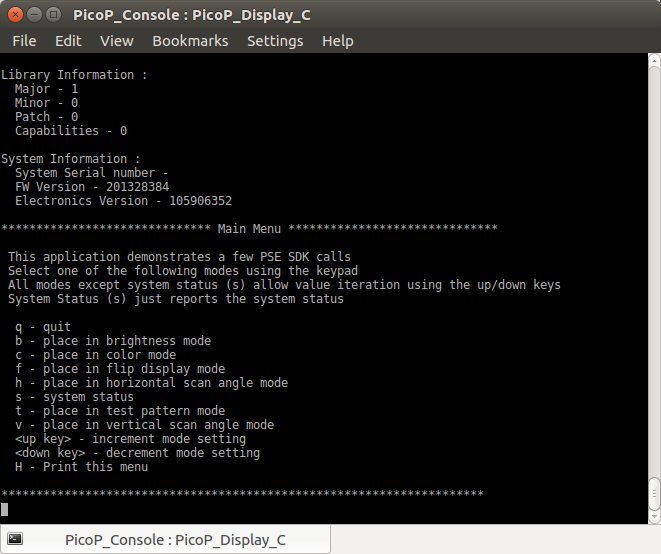 PicoP_Console : PicoP_Display_C
File Edit View Bookmarks Settings Help
Library Information :
Major - 1
Minor - 0
Patch - 0
Capabilities - 0
System Information :
System Serial number -
FW Version - 201328384
Electronics Version - 105906352
****************************** Main Menu ******************************
This application demonstrates a few PSE SDK calls
Select one of the following modes using the keypad
All modes except system status (s) allow value iteration using the up/down keys
System Status (s) just reports the system status
q - quit
b - place in brightness mode
c - place in color mode
f - place in flip display mode
h - place in horizontal scan angle mode
s - system status
t - place in test pattern mode
v - place in vertical scan angle mode
<up key> - increment mode setting
<down key> - decrement mode setting
H - Print this menu
*********************************************************************
PicoP_Console : PicoP_Display_C